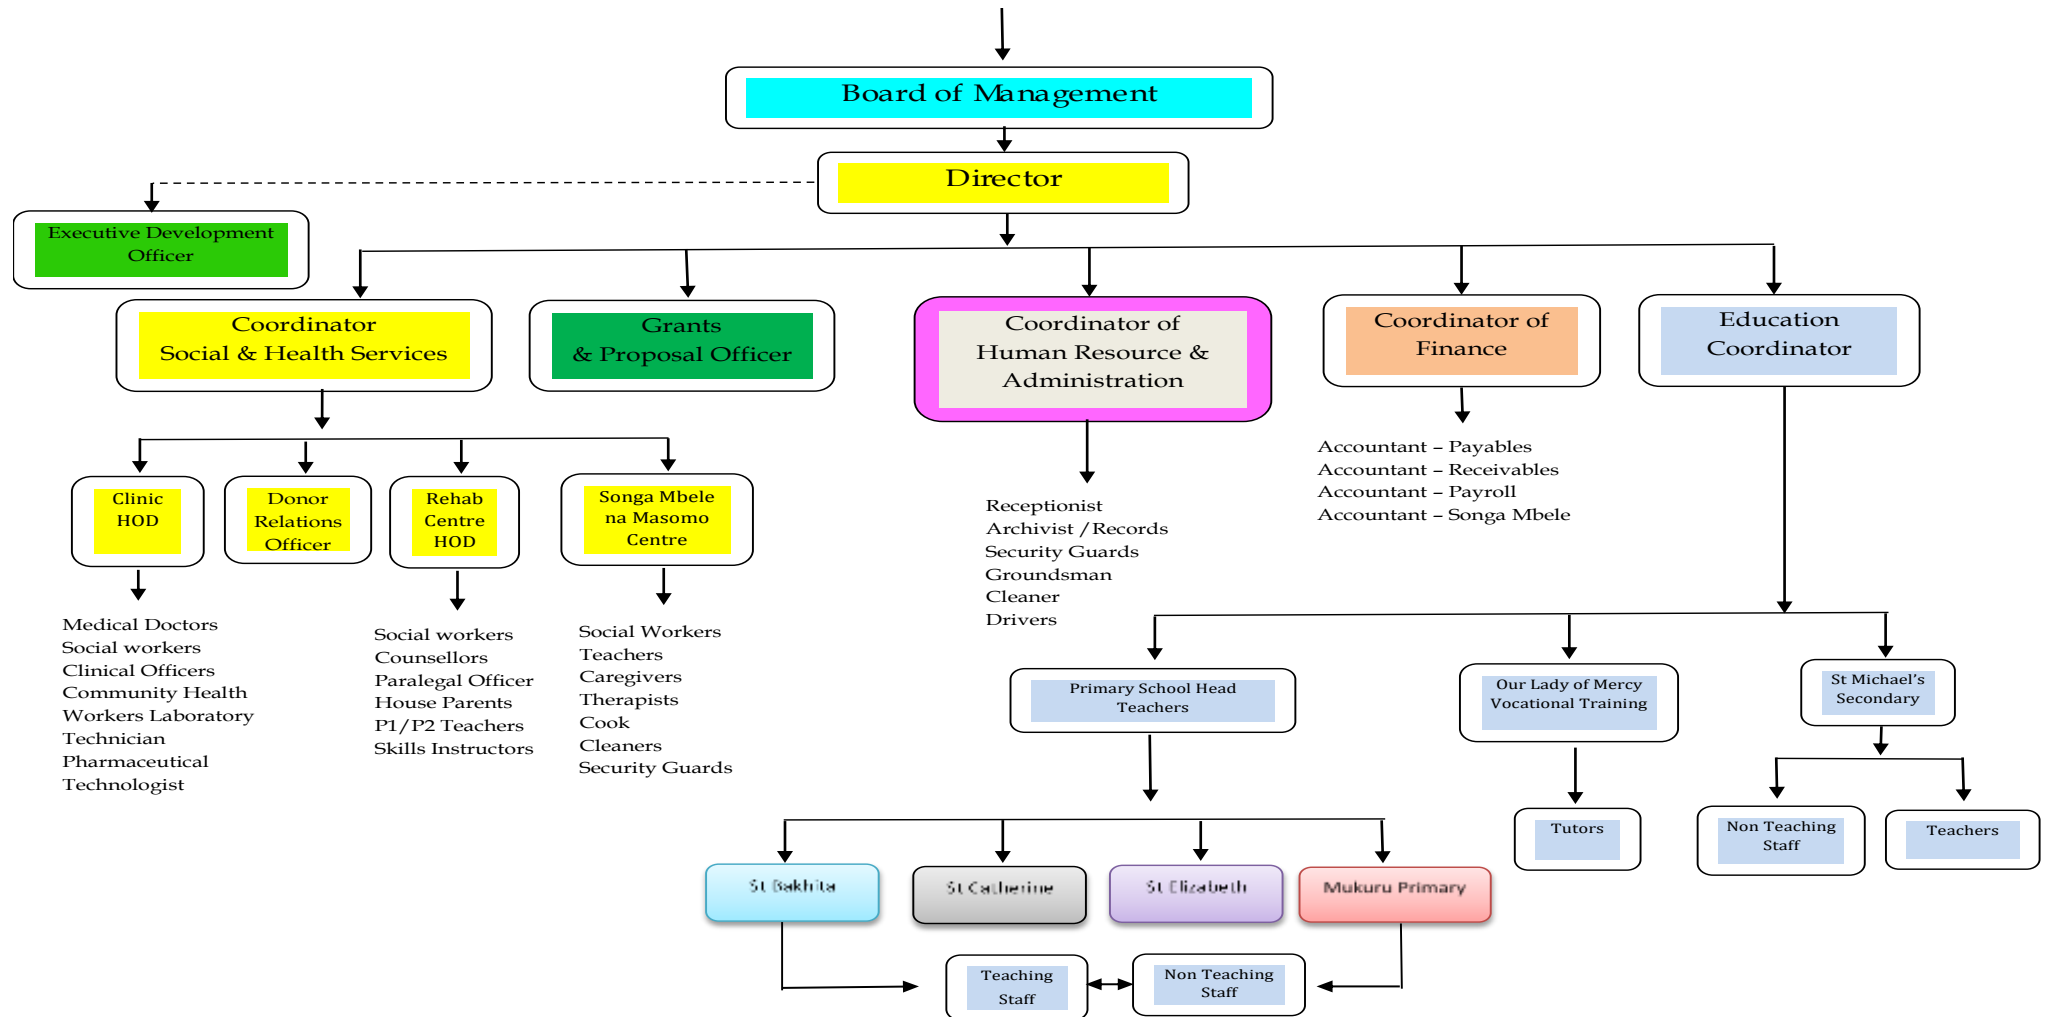 Board of Management
Director
Executive Development
Officer
Coordinator
Social & Health Services
Grants
& Proposal Officer
Coordinator of
Human Resource &
Administration
Coordinator of
Finance
Education
Coordinator
Clinic
HOD
Donor
Relations
Officer
Rehab
Centre
HOD
Songa Mbele
na Masomo
Centre
Accountant – Payables
Accountant – Receivables
Accountant – Payroll
Accountant – Songa Mbele
Receptionist
Archivist /Records
Security Guards
Groundsman
Cleaner
Drivers
Medical Doctors
Social workers
Clinical Officers
Community Health
Workers Laboratory
Technician
Pharmaceutical
Technologist
Social workers
Counsellors
Paralegal Officer
House Parents
P1/P2 Teachers
Skills Instructors
Social Workers
Teachers
Caregivers
Therapists
Cook
Cleaners
Security Guards
Primary School Head
Teachers
Our Lady of Mercy
Vocational Training
St Michael’s
Secondary
Tutors
Non Teaching
Staff
Teachers
St Bakhita
St Catherine
St Elizabeth
Mukuru Primary
Teaching
Staff
Non Teaching
Staff